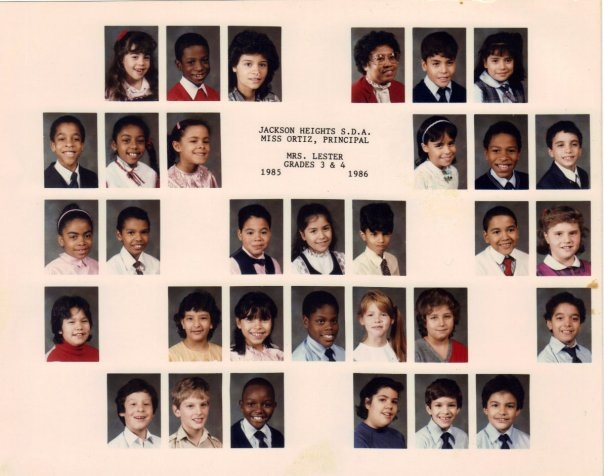 JACKSON HEIGHTS S.D.A.
MISS ORTIZ, PRINCIPAL
MRS. LESTER
GRADES 3 & 4
1985 1986